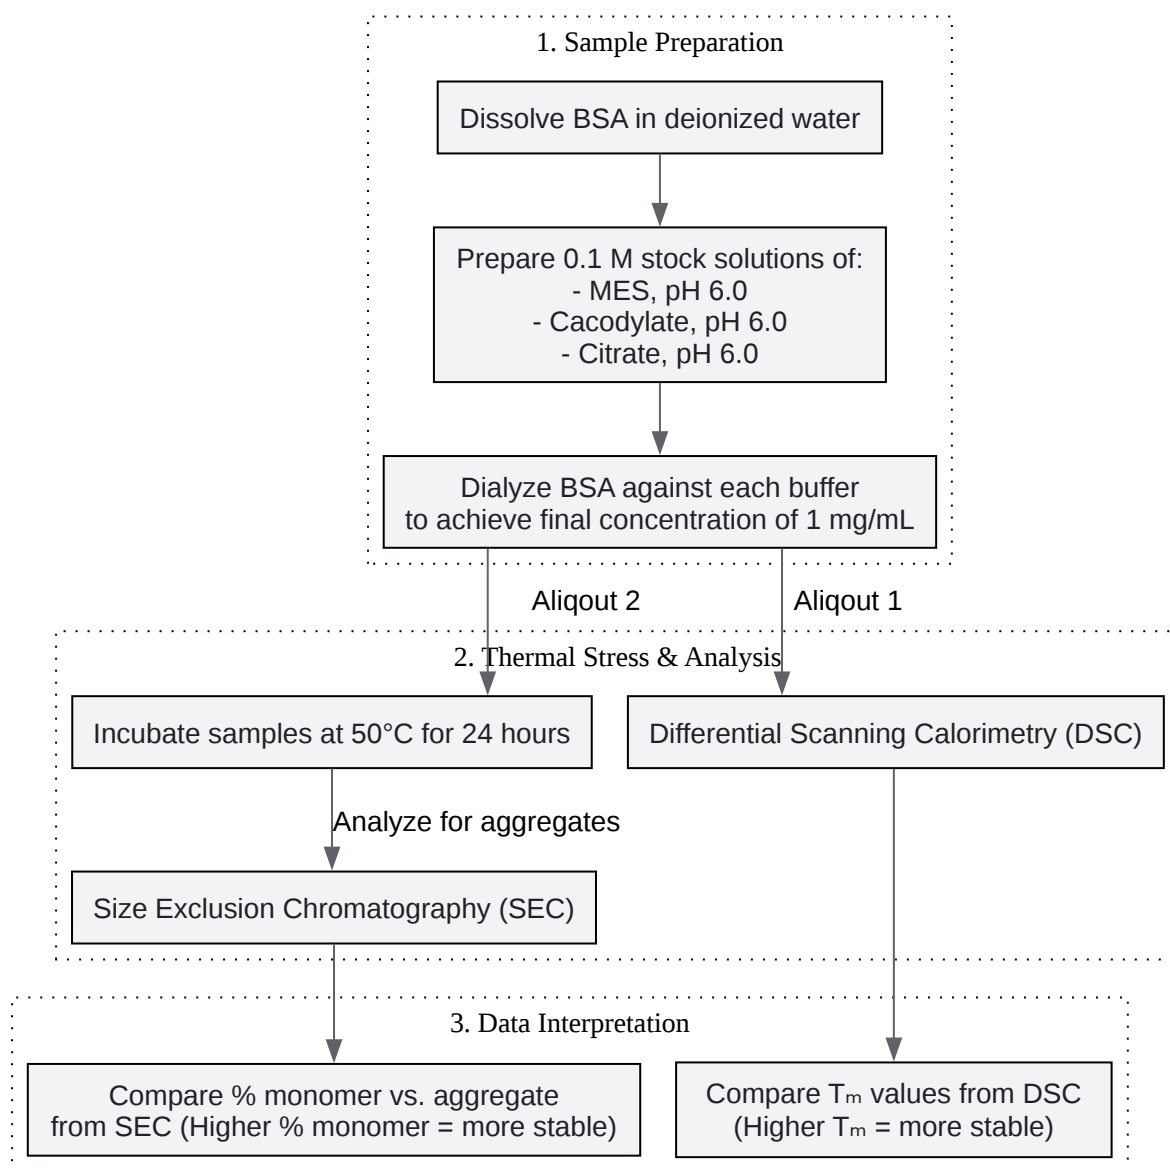 1. Sample Preparation
Dissolve BSA in deionized water
Prepare 0.1 M stock solutions of:
- MES, pH 6.0
- Cacodylate, pH 6.0
- Citrate, pH 6.0
Dialyze BSA against each buffer
to achieve final concentration of 1 mg/mL
Aliqout 2
Aliqout 1
2. Thermal Stress & Analysis
Incubate samples at 50°C for 24 hours
Differential Scanning Calorimetry (DSC)
Analyze for aggregates
Size Exclusion Chromatography (SEC)
3. Data Interpretation
Compare % monomer vs. aggregate
from SEC (Higher % monomer = more stable)
Compare Tₘ values from DSC
(Higher Tₘ = more stable)